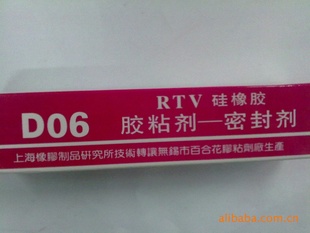 RTV 硅橡胶
D06 胶粘剂—密封剂
上海橡膠制品研究所技術轉讓無錫市百合花膠粘劑廠生產
alibaba.com.cn